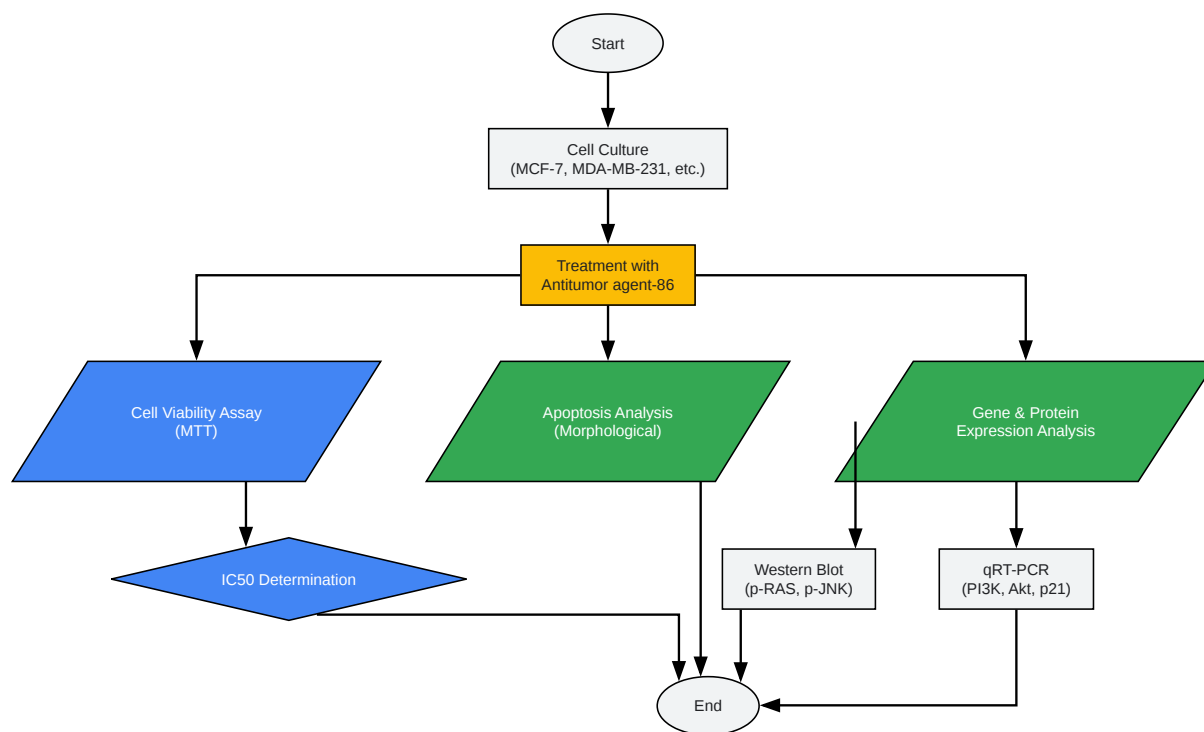 Start
Cell Culture
(MCF-7, MDA-MB-231, etc.)
Treatment with
Antitumor agent-86
Cell Viability Assay
(MTT)
Apoptosis Analysis
(Morphological)
Gene & Protein
Expression Analysis
IC50 Determination
Western Blot
(p-RAS, p-JNK)
qRT-PCR
(PI3K, Akt, p21)
End